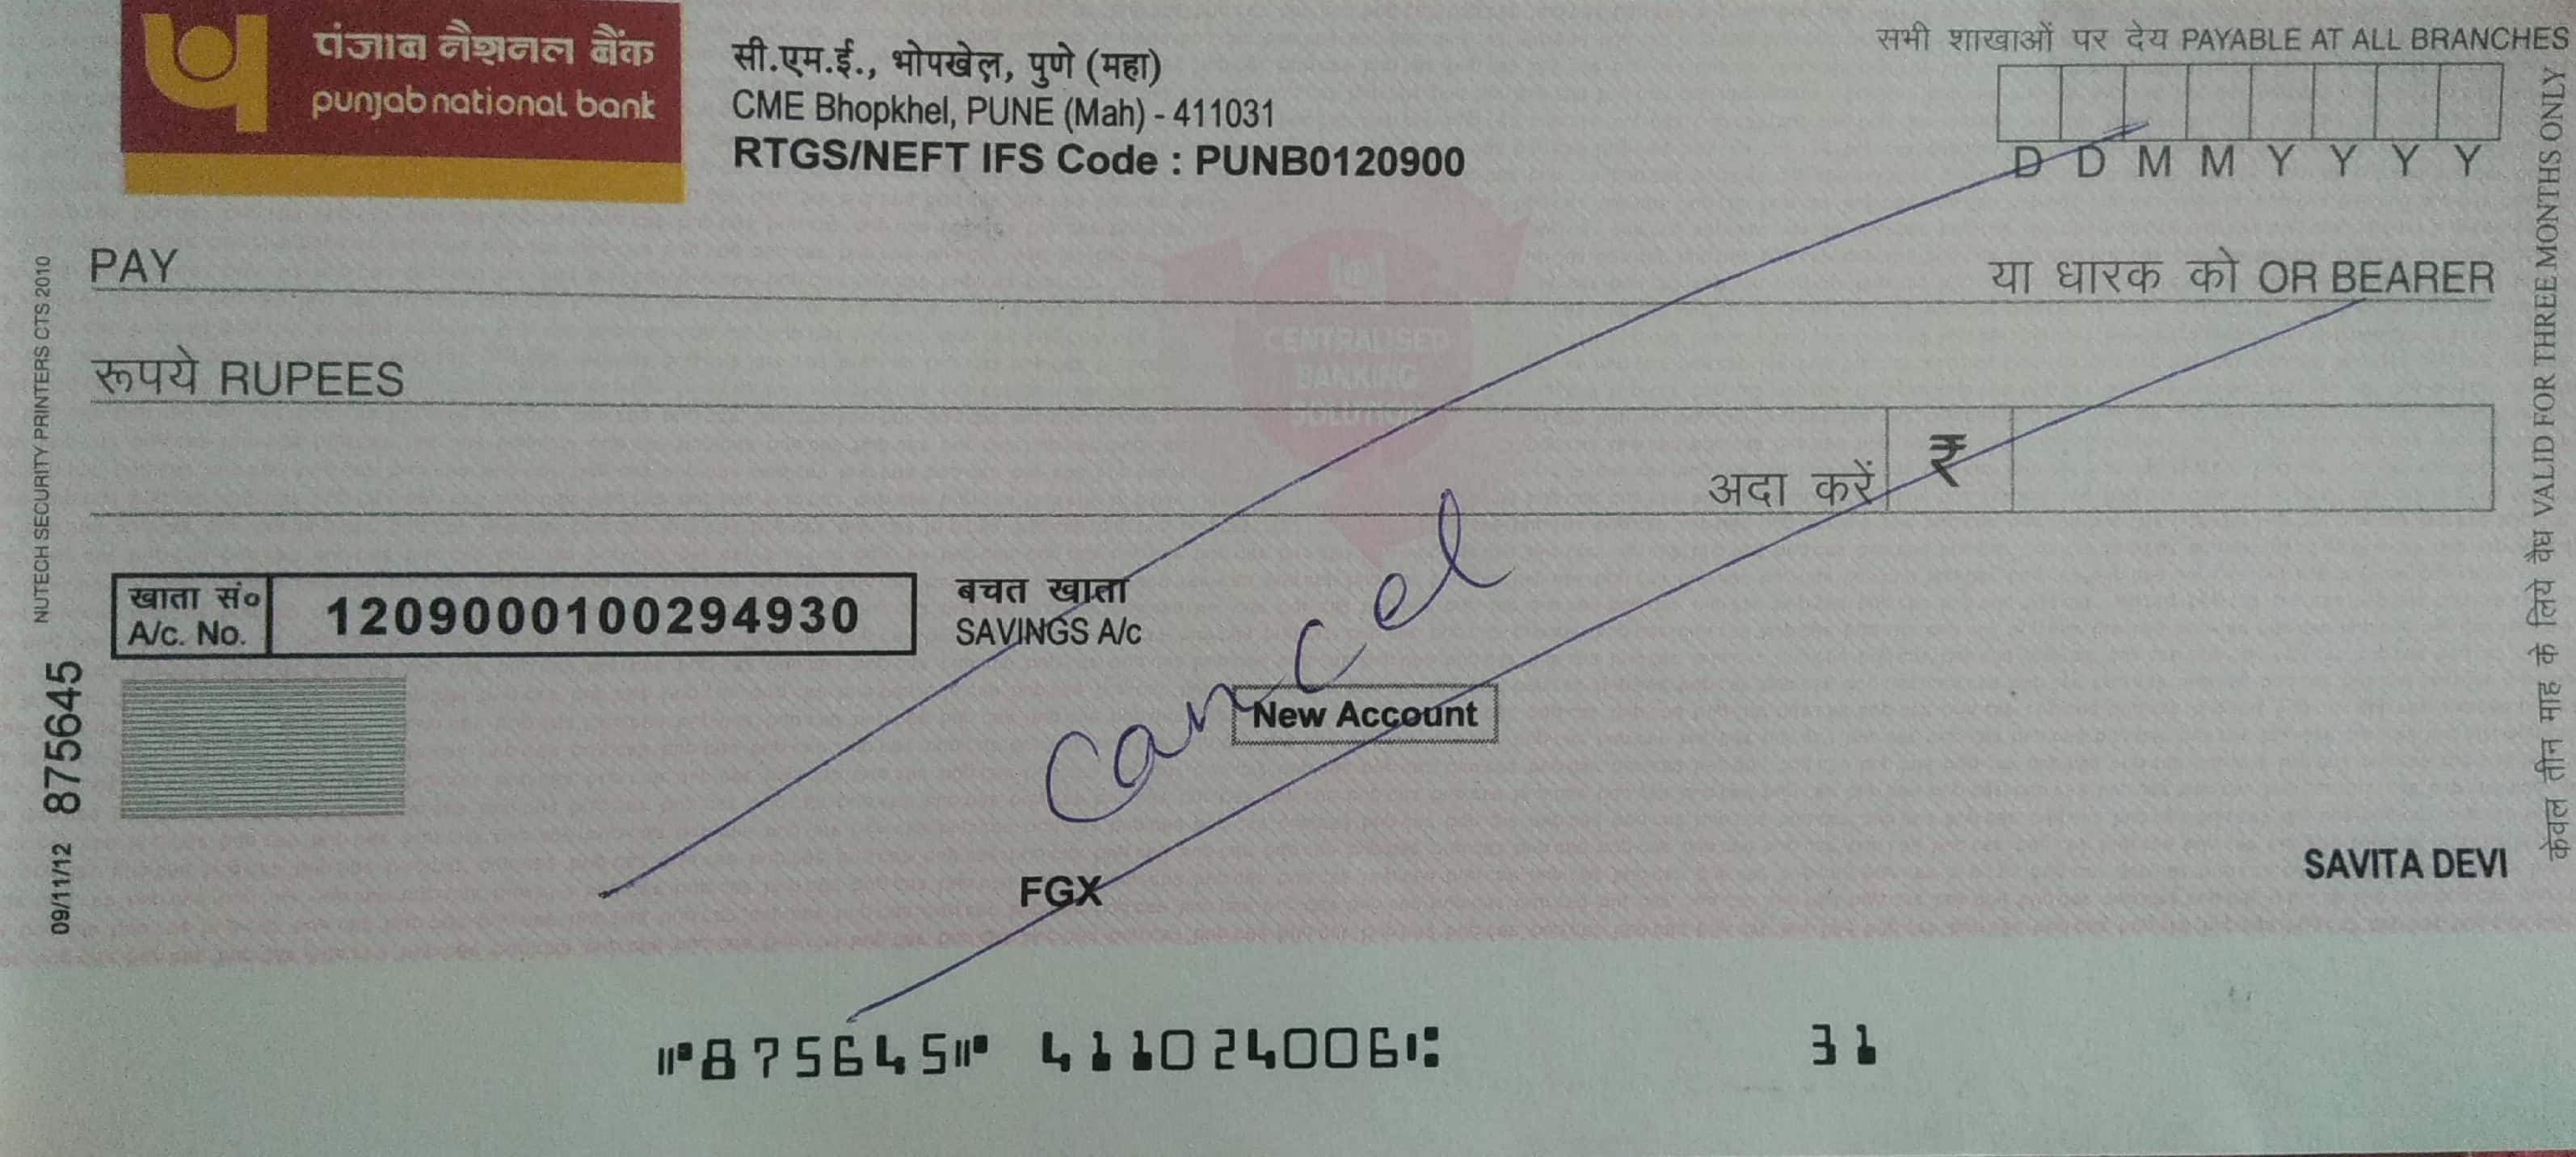 पंजाब नैशनल बैंक
punjab national bank
सी.एम.ई., भोपखेल, पुणे (महा)
CME Bhopkhel, PUNE (Mah) - 411031
RTGS/NEFT IFS Code : PUNB0120900
सभी शाखाओं पर देय PAYABLE AT ALL BRANCHES
D D M M Y Y Y Y
PAY
या धारक को OR BEARER
CENTRALISED
BANKING
SOLUTION
रूपये RUPEES
अदा करें ₹
खाता सं०
A/c. No.
1209000100294930
बचत खाता
SAVINGS A/c
Cancel
New Account
FGX
SAVITA DEVI
NUTECH SECURITY PRINTERS CTS 2010
09/11/12 875645
केवल तीन माह के लिये वैध VALID FOR THREE MONTHS ONLY
⑈875645⑈ 411024006⑆ 31